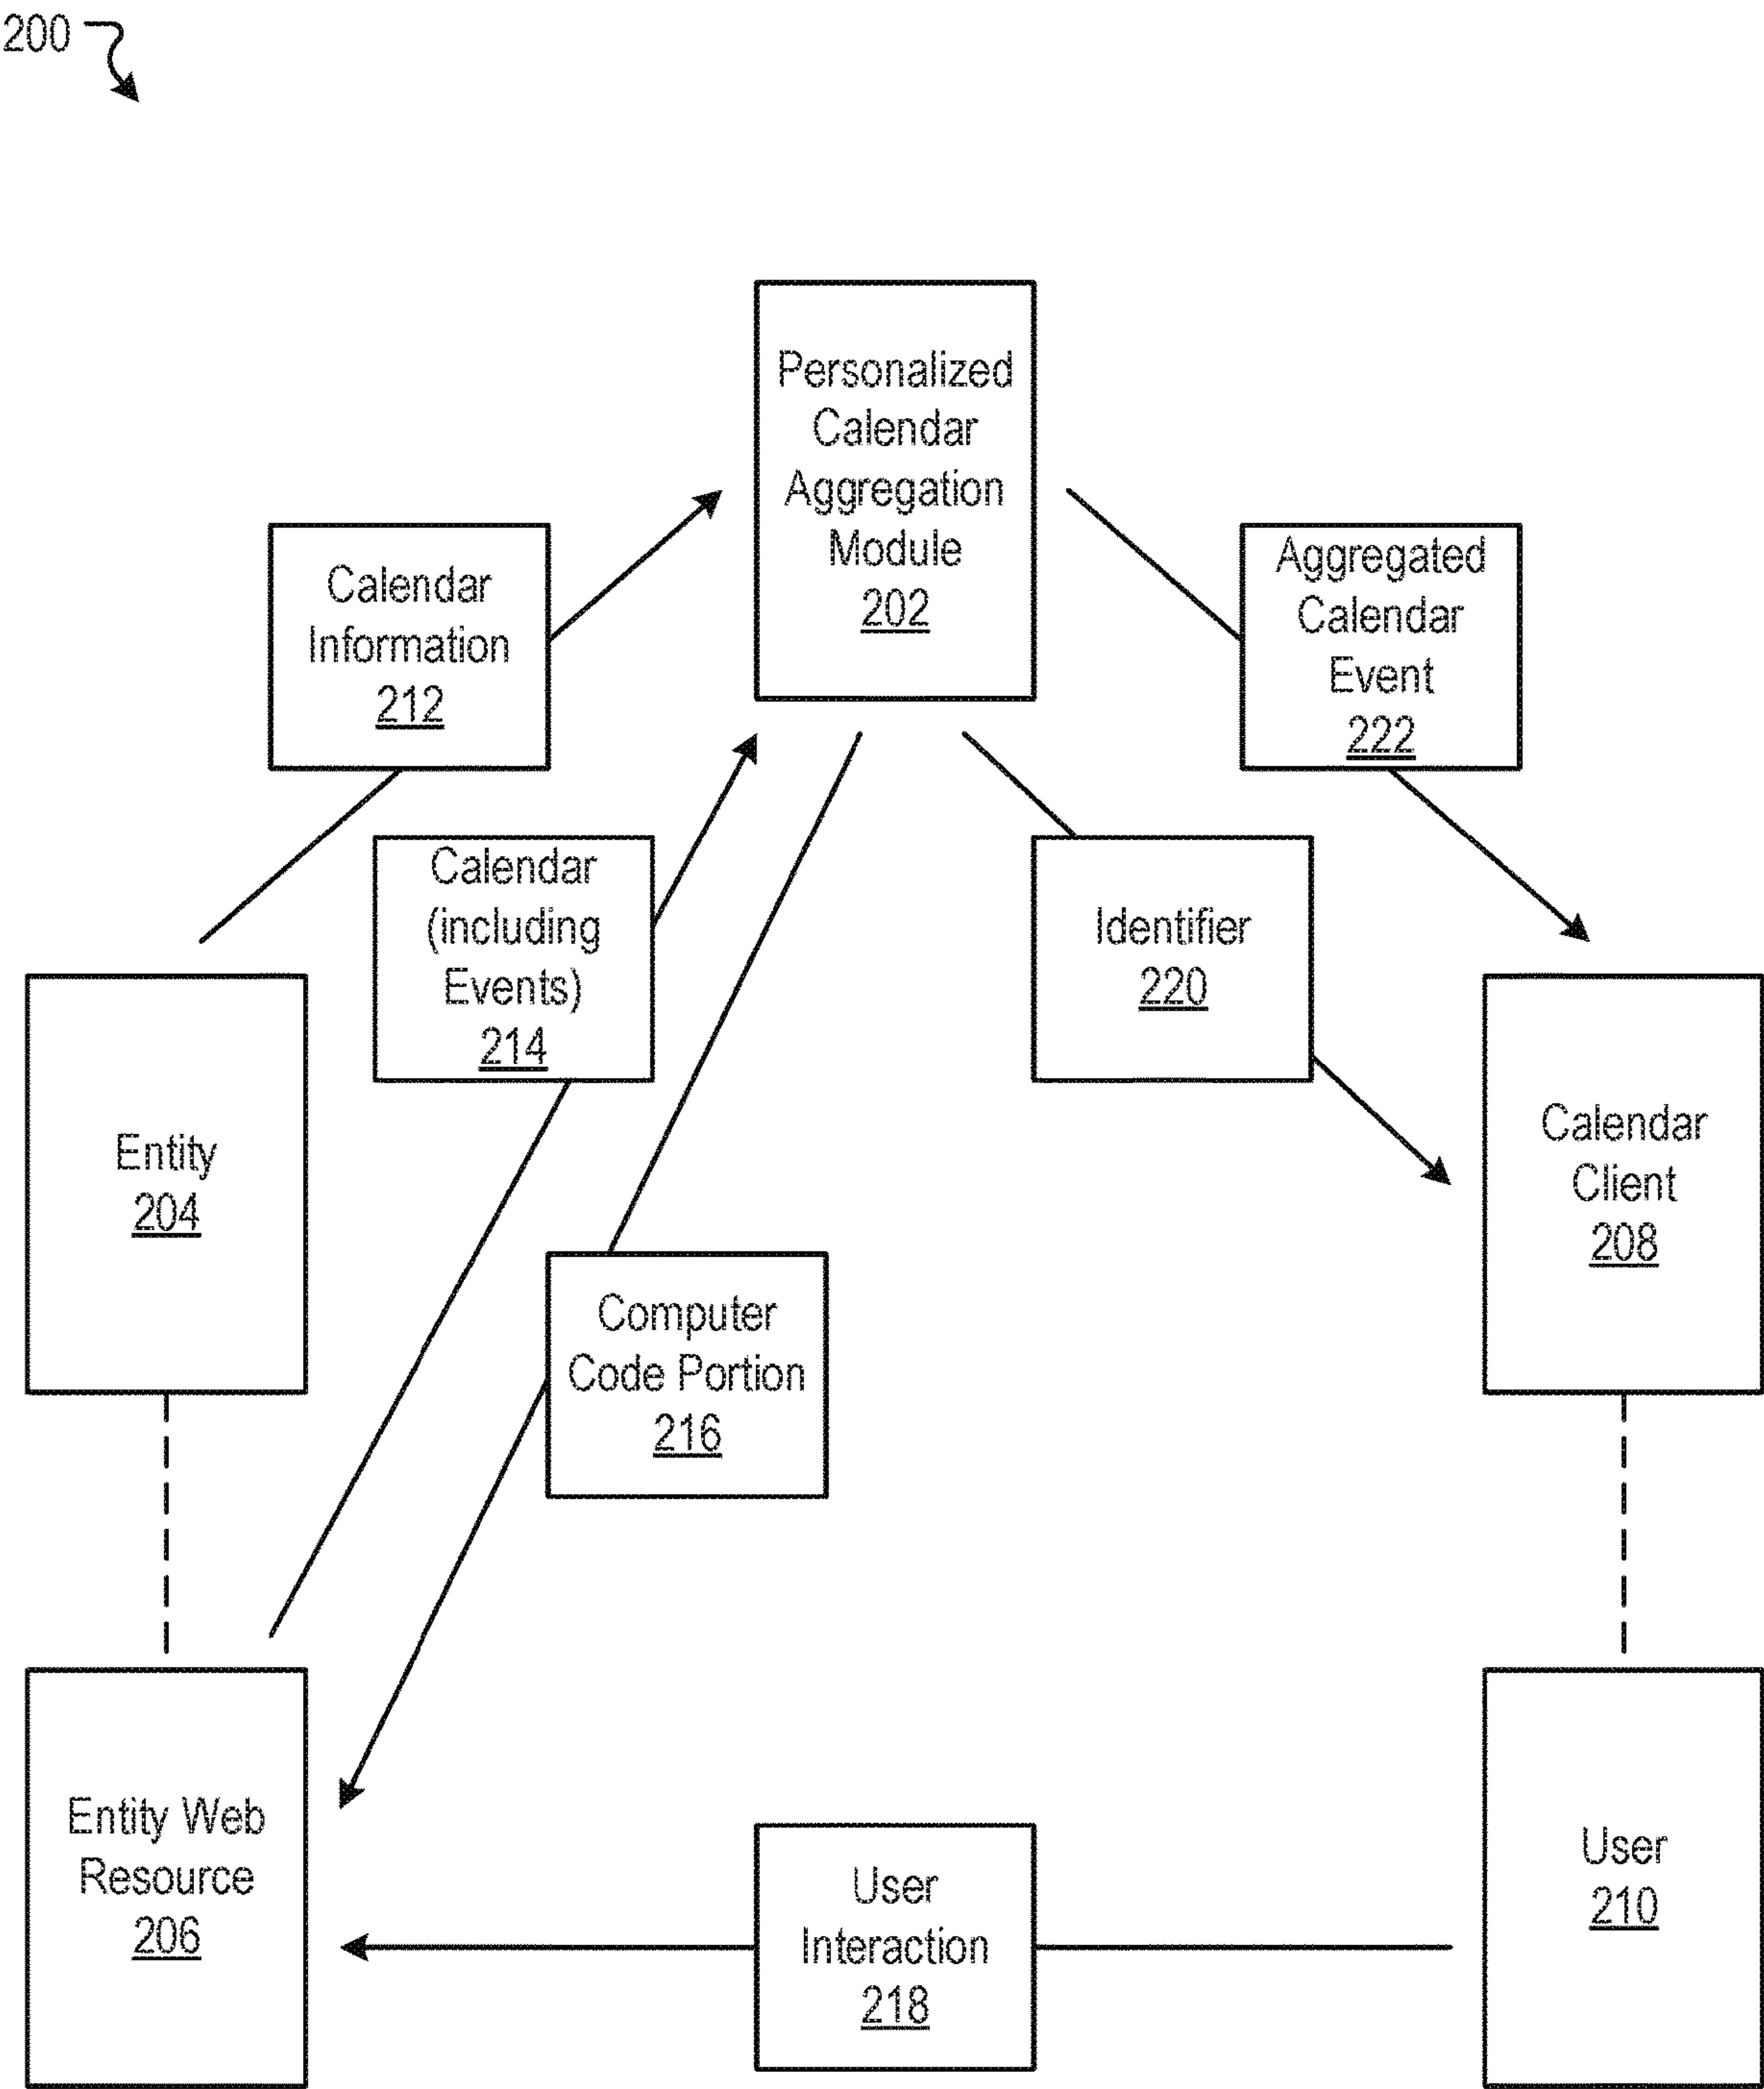 200
Personalized
Calendar
Aggregation
Module
202
Calendar
Information
212
Aggregated
Calendar
Event
222
Calendar
(including
Events)
214
Identifier
220
Entity
204
Calendar
Client
208
Computer
Code Portion
216
Entity Web
Resource
206
User
Interaction
218
User
210